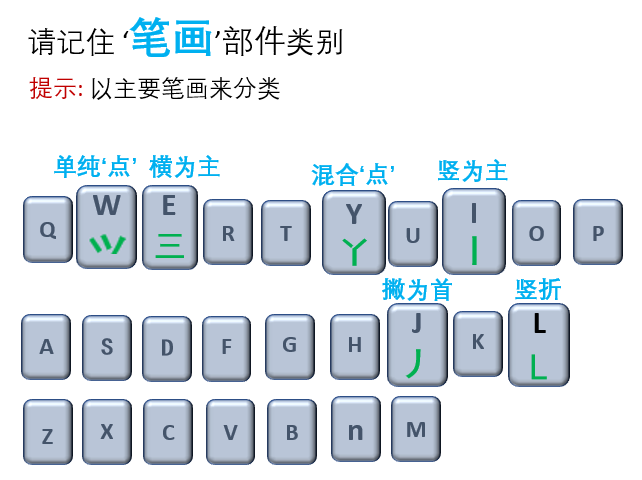 请记住 ‘笔画’部件类别
提示: 以主要笔画来分类
单纯‘点’ 横为主 混合‘点’ 竖为主
Q W E R T Y U I O P
⺍ 三 丫 丨
撇为首 竖折
A S D F G H J K L
丿 乚
Z X C V B n M